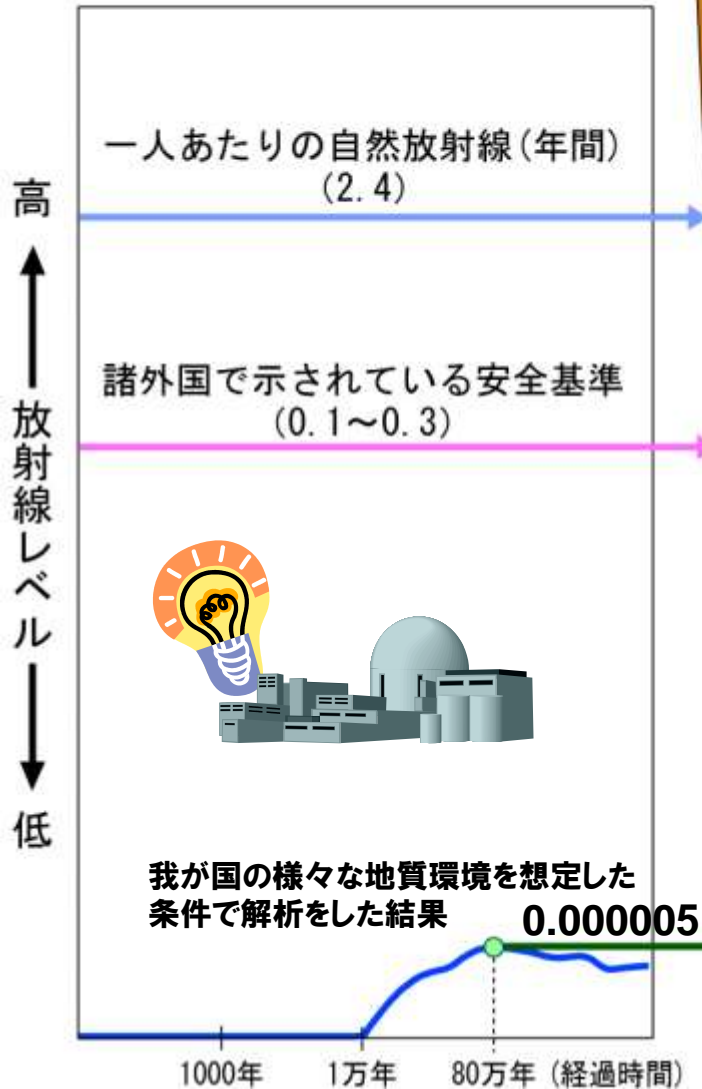 一人あたりの自然放射線(年間)
(2.4)
高
諸外国で示されている安全基準
(0.1～0.3)
放射線レベル
低
我が国の様々な地質環境を想定した
条件で解析をした結果
0.000005
1000年 1万年 80万年 (経過時間)